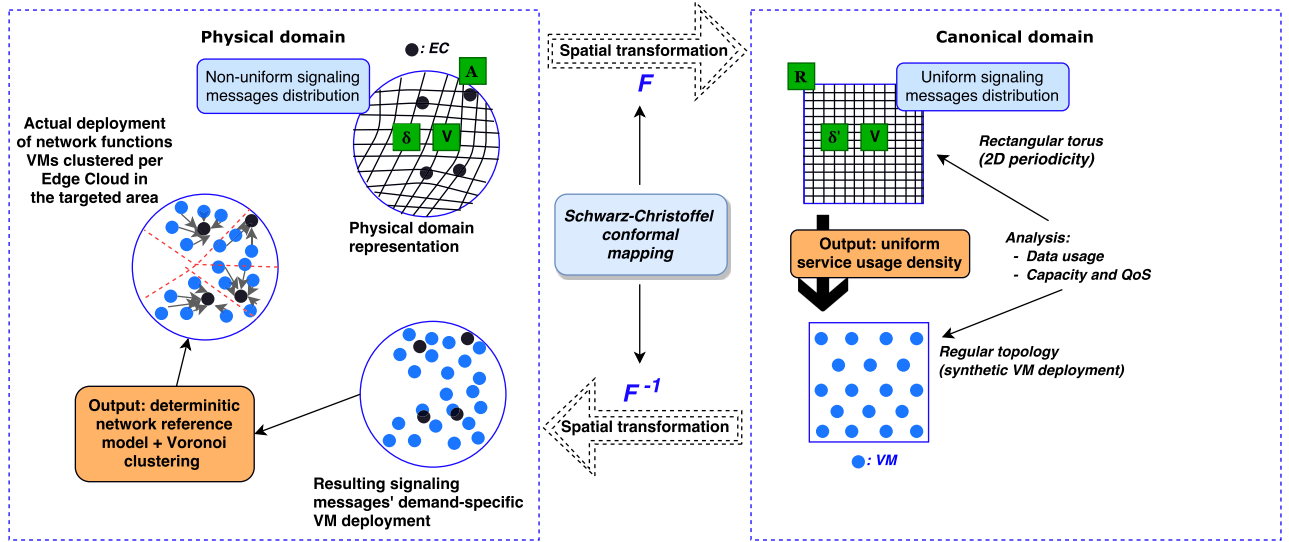 Physical domain
: EC
Non-uniform signaling
messages distribution
A
δ
V
Physical domain
representation
Actual deployment
of network functions
VMs clustered per
Edge Cloud in
the targeted area
Output: determinitic
network reference
model + Voronoi
clustering
Resulting signaling
messages' demand-specific
VM deployment
Spatial transformation
F
Schwarz-Christoffel
conformal
mapping
F -1
Spatial transformation
Canonical domain
R
Uniform signaling
messages distribution
δ'
V
Rectangular torus
(2D periodicity)
Output: uniform
service usage density
Analysis:
- Data usage
- Capacity and QoS
Regular topology
(synthetic VM deployment)
: VM